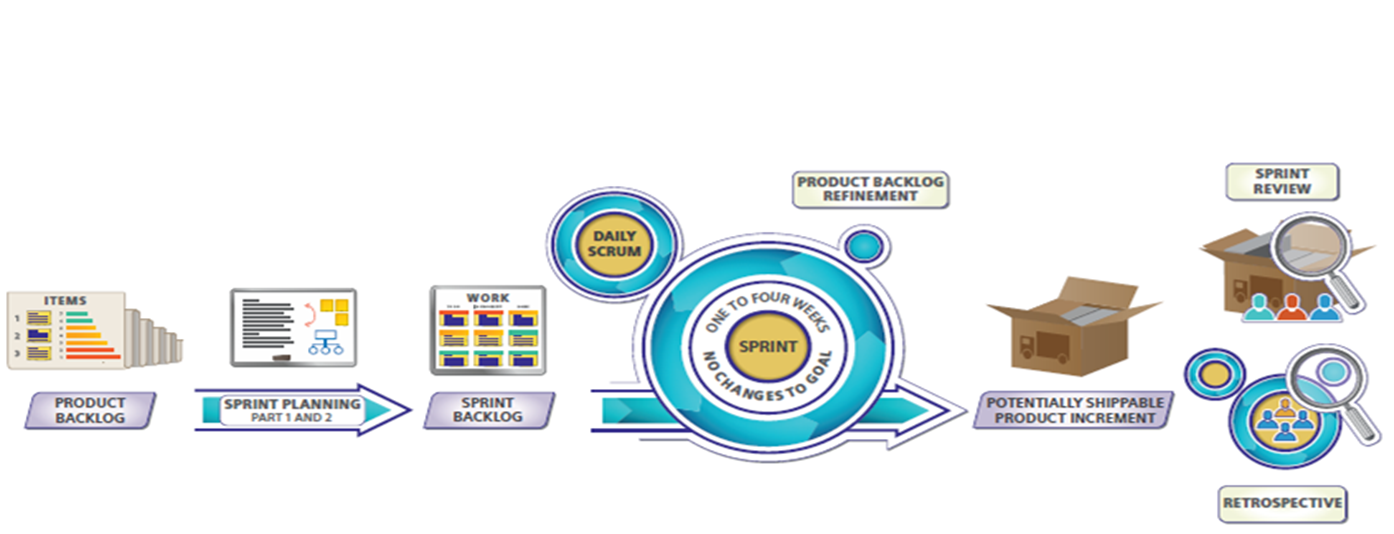 ITEMS
1
2
3
PRODUCT
BACKLOG
SPRINT PLANNING
PART 1 AND 2
WORK
SPRINT
BACKLOG
DAILY
SCRUM
PRODUCT BACKLOG
REFINEMENT
ONE TO FOUR WEEKS
SPRINT
NO CHANGES TO GOAL
POTENTIALLY SHIPPABLE
PRODUCT INCREMENT
SPRINT
REVIEW
RETROSPECTIVE